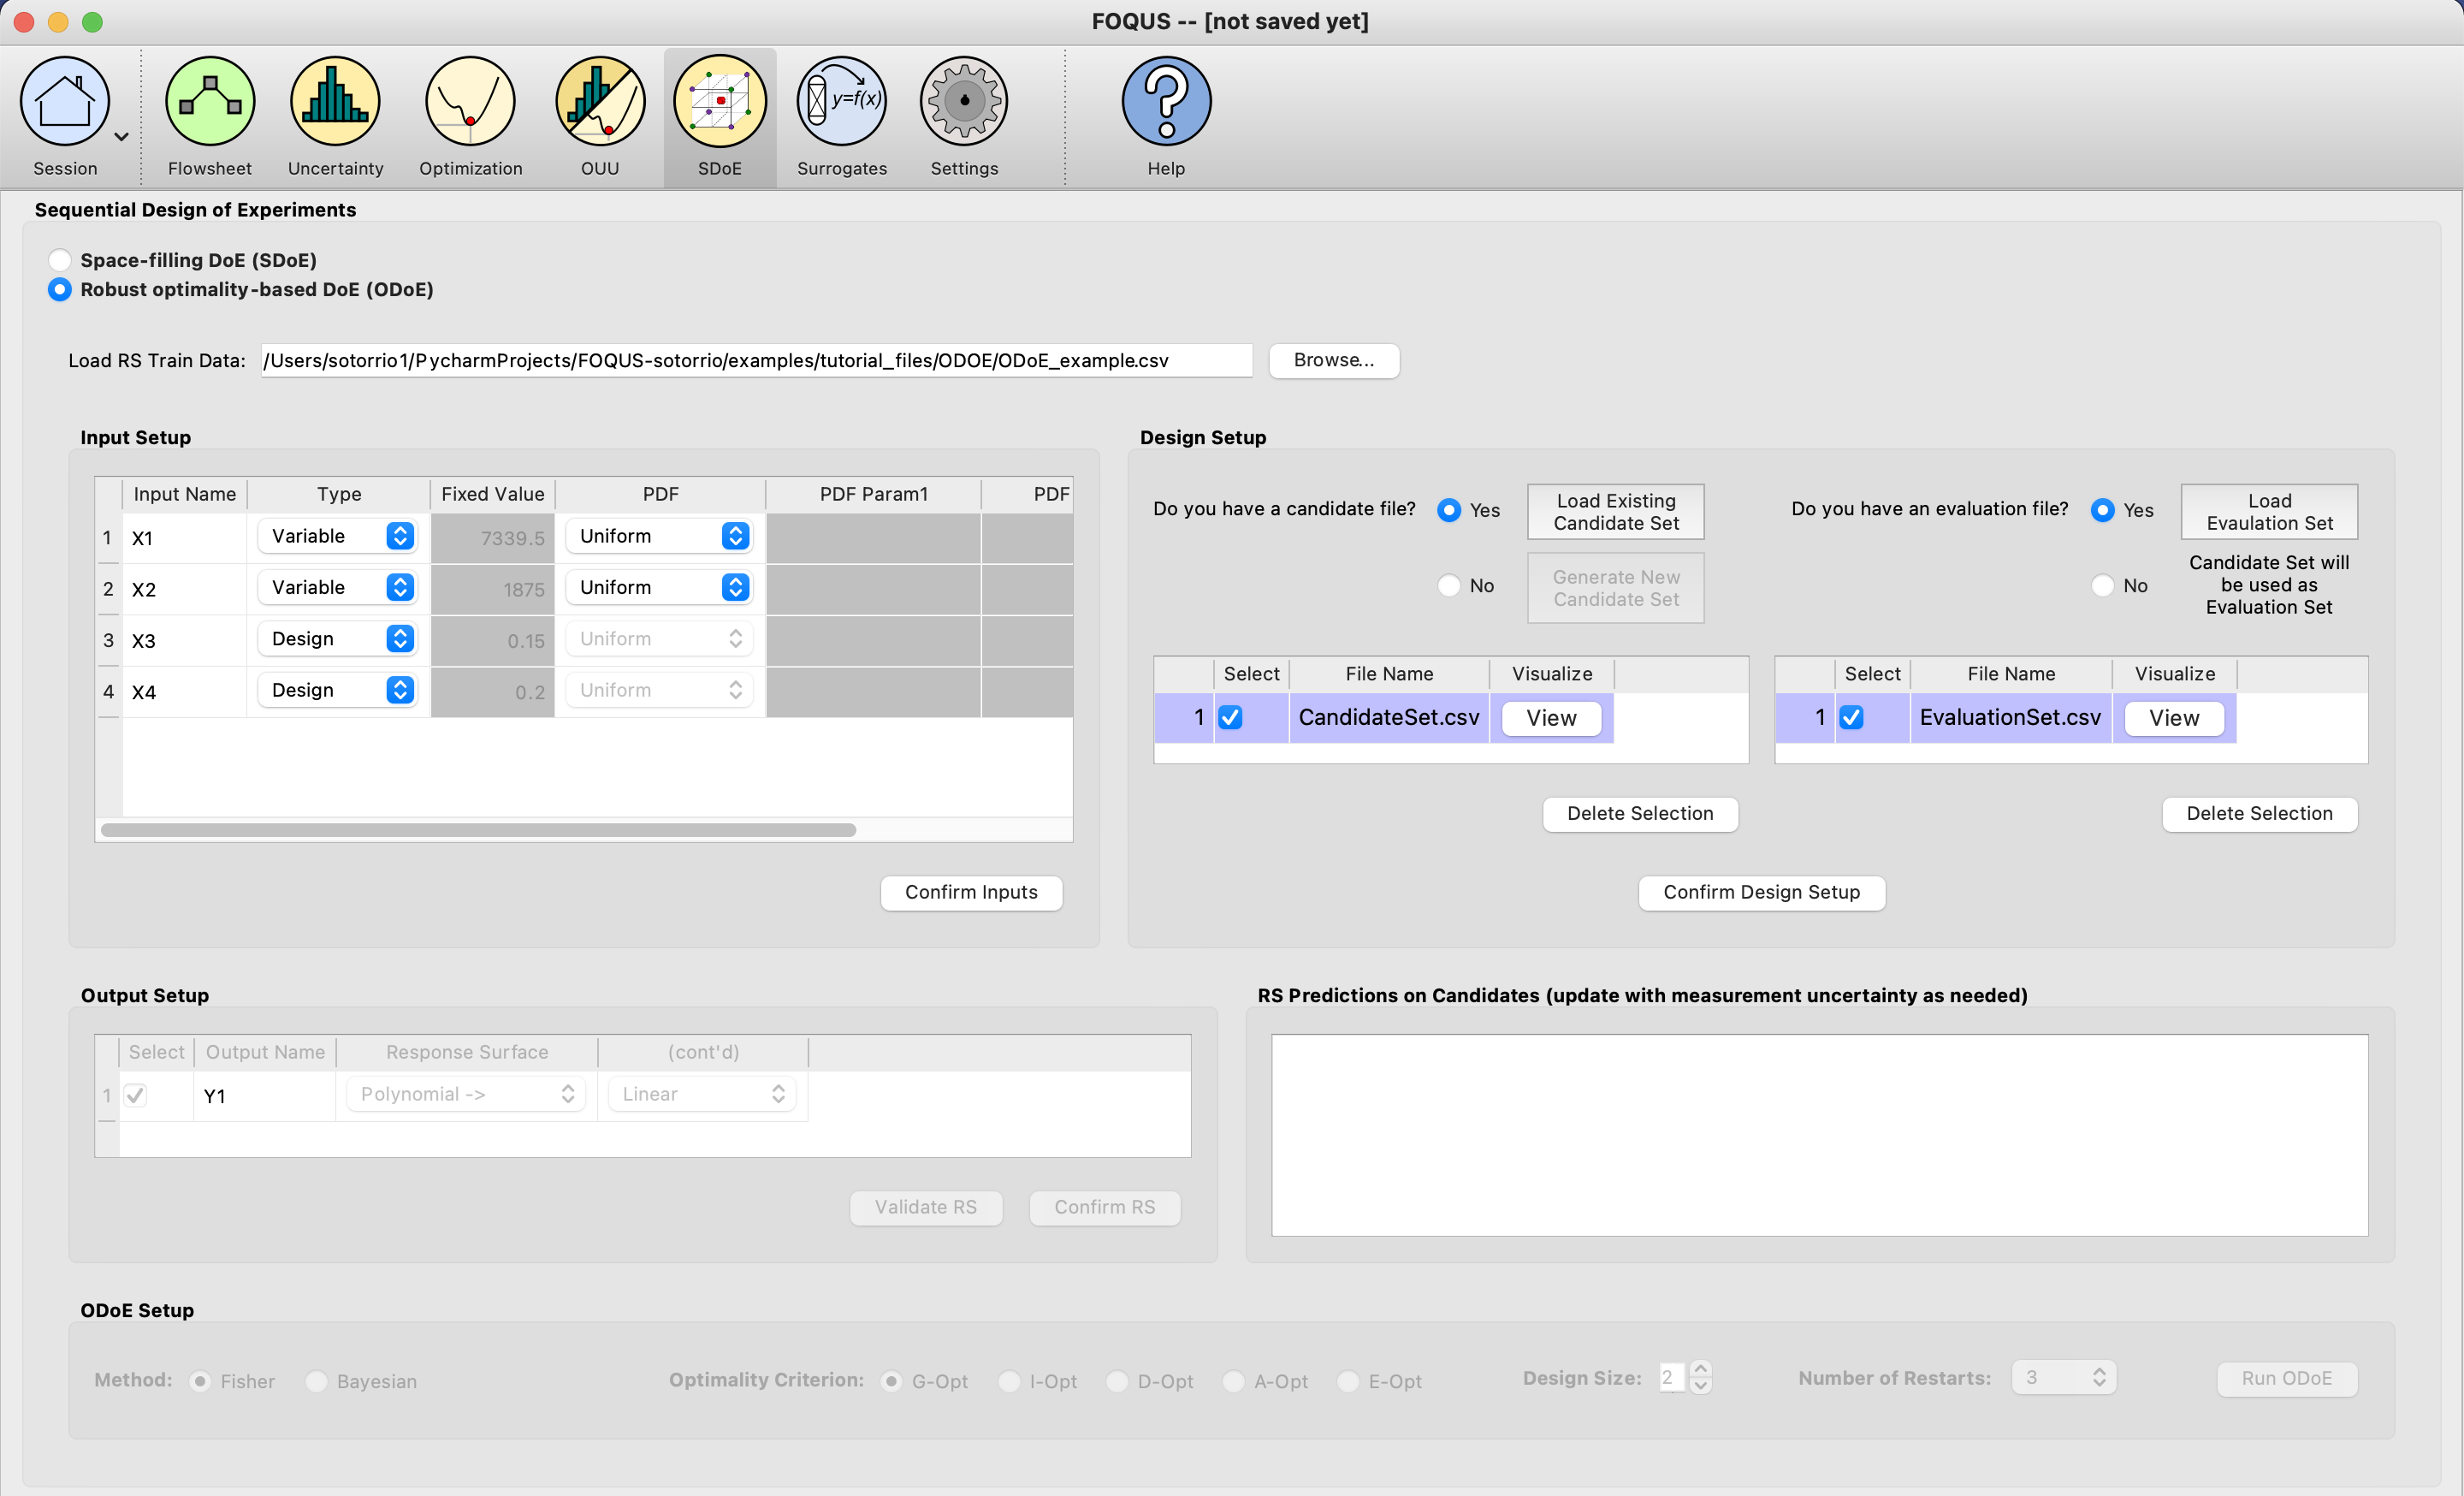 FOQUS -- [not saved yet]
Session
Flowsheet
Uncertainty
Optimization
OUU
SDoE
y=f(x)
Surrogates
Settings
Help
Sequential Design of Experiments
Space-filling DoE (SDoE)
Robust optimality-based DoE (ODoE)
Load RS Train Data: /Users/sotorrio1/PycharmProjects/FOQUS-sotorrio/examples/tutorial_files/ODOE/ODoE_example.csv Browse...
Input Setup
Input Name Type Fixed Value PDF PDF Param1 PDF
1 X1 Variable 7339.5 Uniform
2 X2 Variable 1875 Uniform
3 X3 Design 0.15 Uniform
4 X4 Design 0.2 Uniform
Confirm Inputs
Design Setup
Do you have a candidate file? Yes
Load Existing
Candidate Set
No
Generate New
Candidate Set
Do you have an evaluation file? Yes
Load
Evaulation Set
No
Candidate Set will
be used as
Evaluation Set
Select File Name Visualize
1 CandidateSet.csv View
Delete Selection
Select File Name Visualize
1 EvaluationSet.csv View
Delete Selection
Confirm Design Setup
Output Setup
Select Output Name Response Surface (cont'd)
1 Y1 Polynomial -> Linear
Validate RS Confirm RS
RS Predictions on Candidates (update with measurement uncertainty as needed)
ODoE Setup
Method: Fisher Bayesian Optimality Criterion: G-Opt I-Opt D-Opt A-Opt E-Opt Design Size: 2 Number of Restarts: 3 Run ODoE